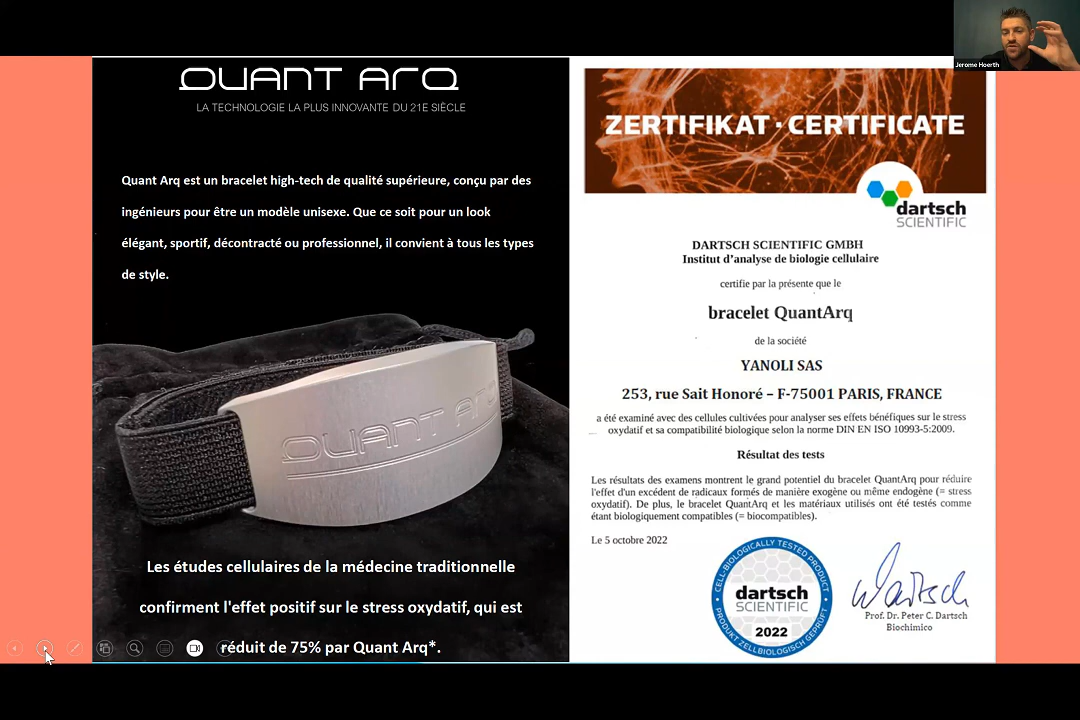 Jerome Hoerth
QUANT ARQ
LA TECHNOLOGIE LA PLUS INNOVANTE DU 21E SIÈCLE
Quant Arq est un bracelet high-tech de qualité supérieure, conçu par des
ingénieurs pour être un modèle unisexe. Que ce soit pour un look
élégant, sportif, décontracté ou professionnel, il convient à tous les types
de style.
QUANT ARQ
Les études cellulaires de la médecine traditionnelle
confirment l'effet positif sur le stress oxydatif, qui est
réduit de 75% par Quant Arq*.
ZERTIFIKAT · CERTIFICATE
dartsch
SCIENTIFIC
DARTSCH SCIENTIFIC GMBH
Institut d'analyse de biologie cellulaire
certifie par la présente que le
bracelet QuantArq
de la société
YANOLI SAS
253, rue Sait Honoré – F-75001 PARIS, FRANCE
a été examiné avec des cellules cultivées pour analyser ses effets bénéfiques sur le stress
oxydatif et sa compatibilité biologique selon la norme DIN EN ISO 10993-5:2009.
Résultat des tests
Les résultats des examens montrent le grand potentiel du bracelet QuantArq pour réduire
l'effet d'un excédent de radicaux formés de manière exogène ou même endogène (= stress
oxydatif). De plus, le bracelet QuantArq et les matériaux utilisés ont été testés comme
étant biologiquement compatibles (= biocompatibles).
Le 5 octobre 2022
CELL-BIOLOGICALLY TESTED PRODUCT
dartsch
SCIENTIFIC
2022
PRODUKT ZELLBIOLOGISCH GEPRÜFT
Prof. Dr. Peter C. Dartsch
Biochimico